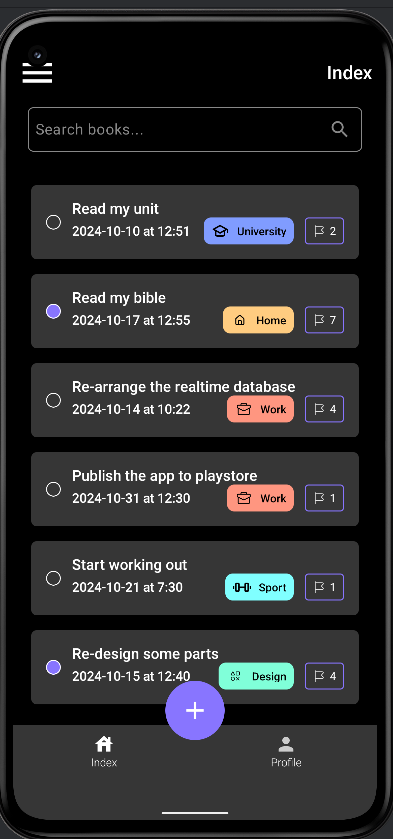 Index
Search books...
Read my unit
2024-10-10 at 12:51 University 2
Read my bible
2024-10-17 at 12:55 Home 7
Re-arrange the realtime database
2024-10-14 at 10:22 Work 4
Publish the app to playstore
2024-10-31 at 12:30 Work 1
Start working out
2024-10-21 at 7:30 Sport 1
Re-design some parts
2024-10-15 at 12:40 Design 4
Index Profile